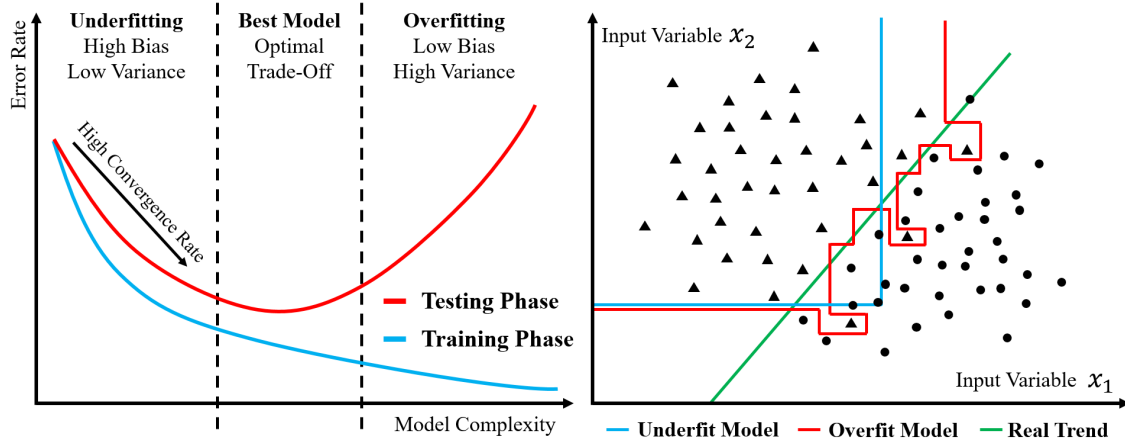 Error Rate
Underfitting
High Bias
Low Variance
Best Model
Optimal
Trade-Off
Overfitting
Low Bias
High Variance
High Convergence Rate
Testing Phase
Training Phase
Model Complexity
Input Variable x₂
Input Variable x₁
Underfit Model
Overfit Model
Real Trend